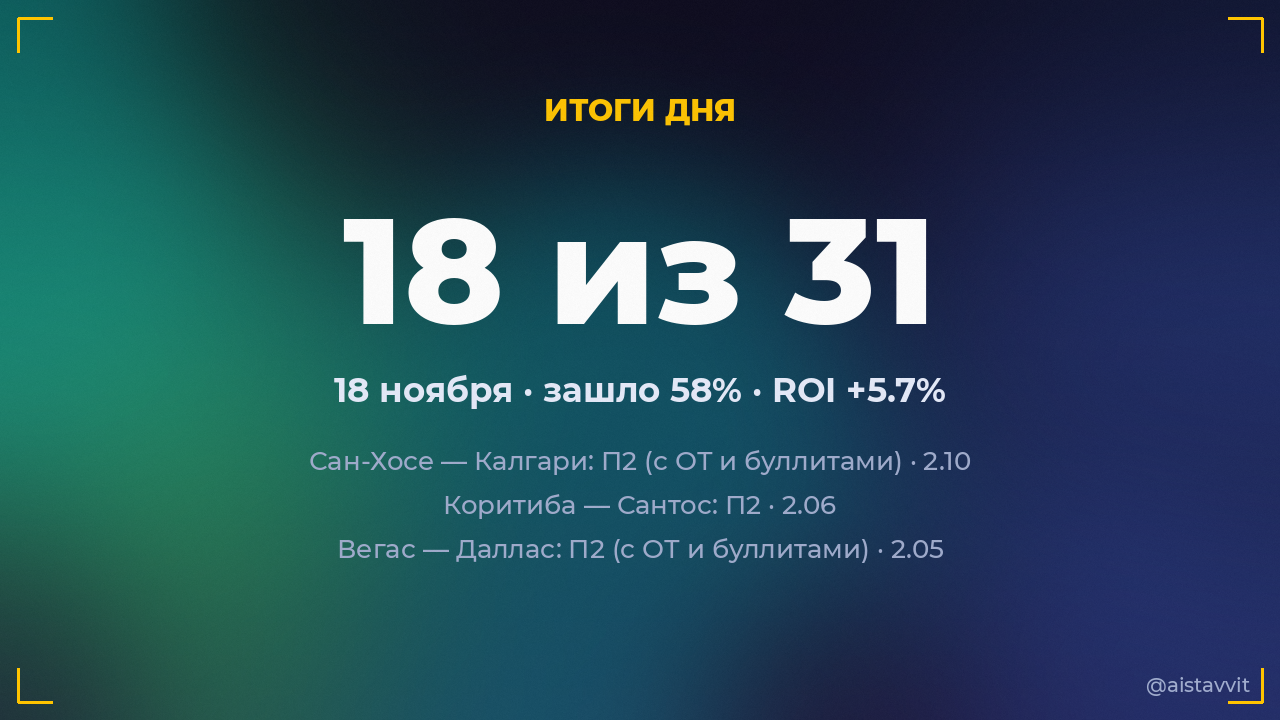 ИТОГИ ДНЯ
18 из 31
18 ноября · зашло 58% · ROI +5.7%
Сан-Хосе — Калгари: П2 (с ОТ и буллитами) · 2.10
Коритиба — Сантос: П2 · 2.06
Вегас — Даллас: П2 (с ОТ и буллитами) · 2.05
@aistavvit